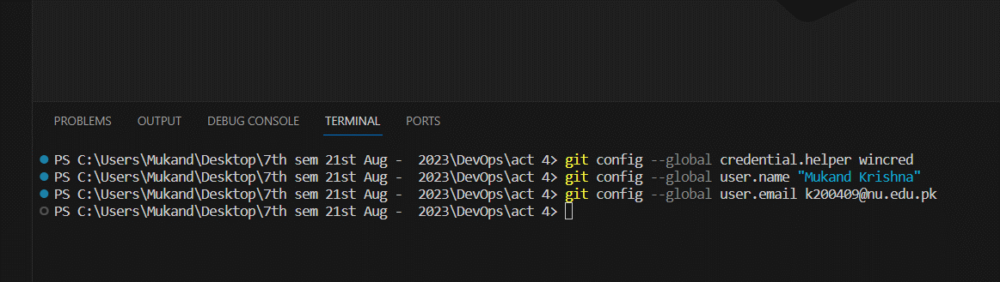 PROBLEMS OUTPUT DEBUG CONSOLE TERMINAL PORTS
PS C:\Users\Mukand\Desktop\7th sem 21st Aug -  2023\DevOps\act 4> git config --global credential.helper wincred
PS C:\Users\Mukand\Desktop\7th sem 21st Aug -  2023\DevOps\act 4> git config --global user.name "Mukand Krishna"
PS C:\Users\Mukand\Desktop\7th sem 21st Aug -  2023\DevOps\act 4> git config --global user.email k200409@nu.edu.pk
PS C:\Users\Mukand\Desktop\7th sem 21st Aug -  2023\DevOps\act 4>